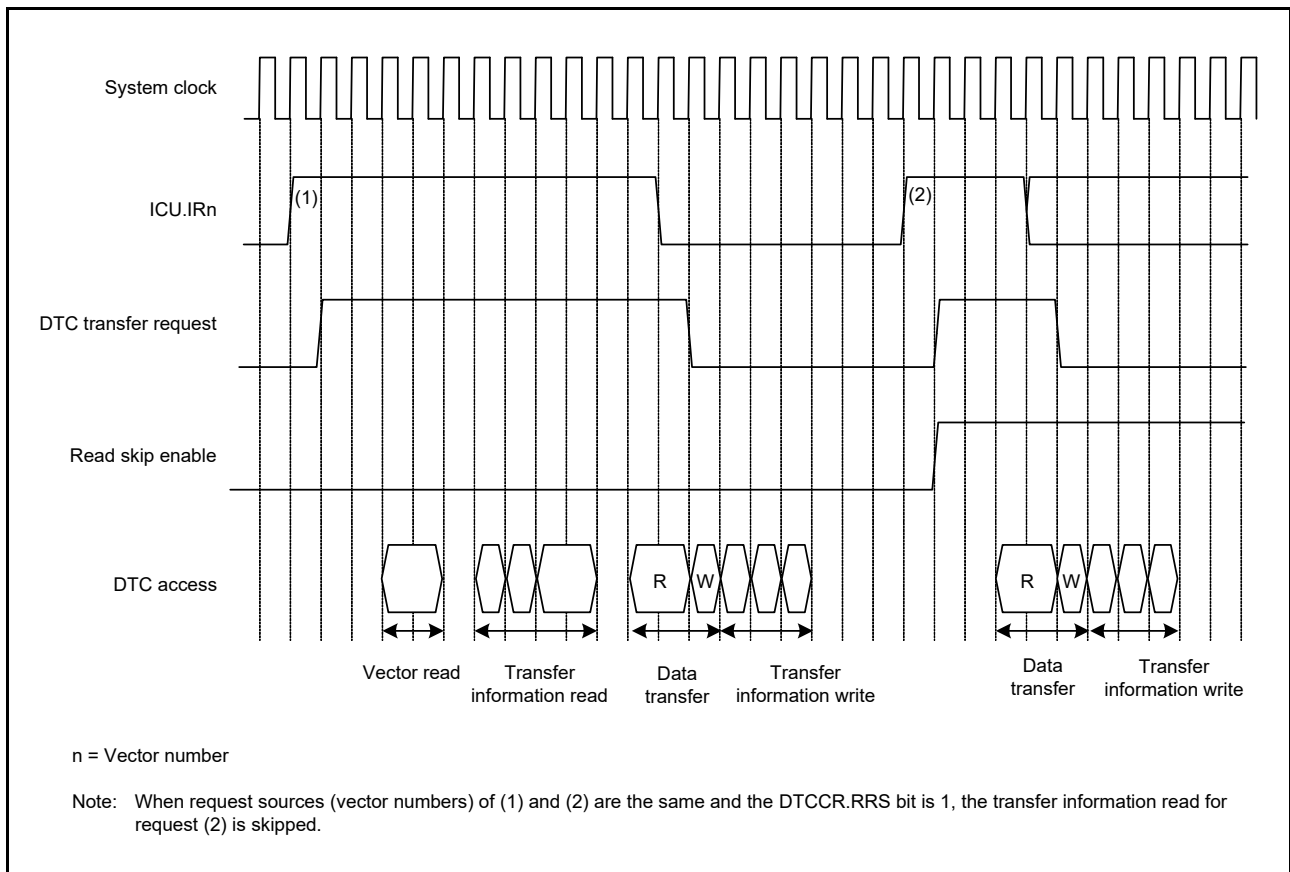 System clock
(1)
(2)
ICU.IRn
DTC transfer request
Read skip enable
DTC access
R
W
R
W
Vector read
Transfer
information read
Data
transfer
Transfer
information write
Data
transfer
Transfer
information write
n = Vector number
Note: When request sources (vector numbers) of (1) and (2) are the same and the DTCCR.RRS bit is 1, the transfer information read for
request (2) is skipped.